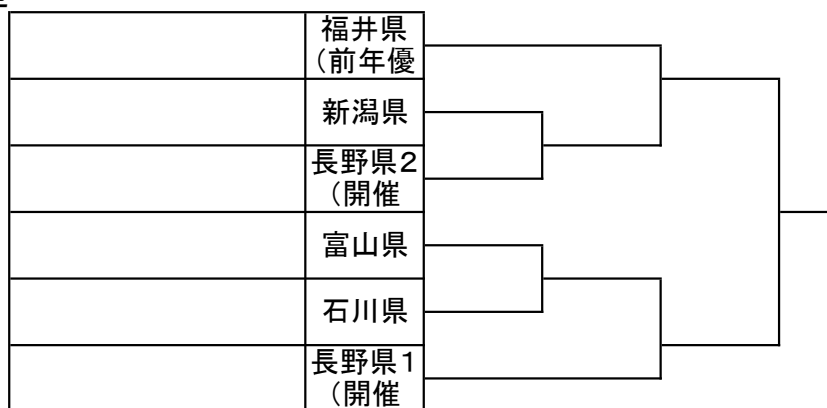 福井県
（前年優
新潟県
長野県２
（開催
富山県
石川県
長野県１
（開催